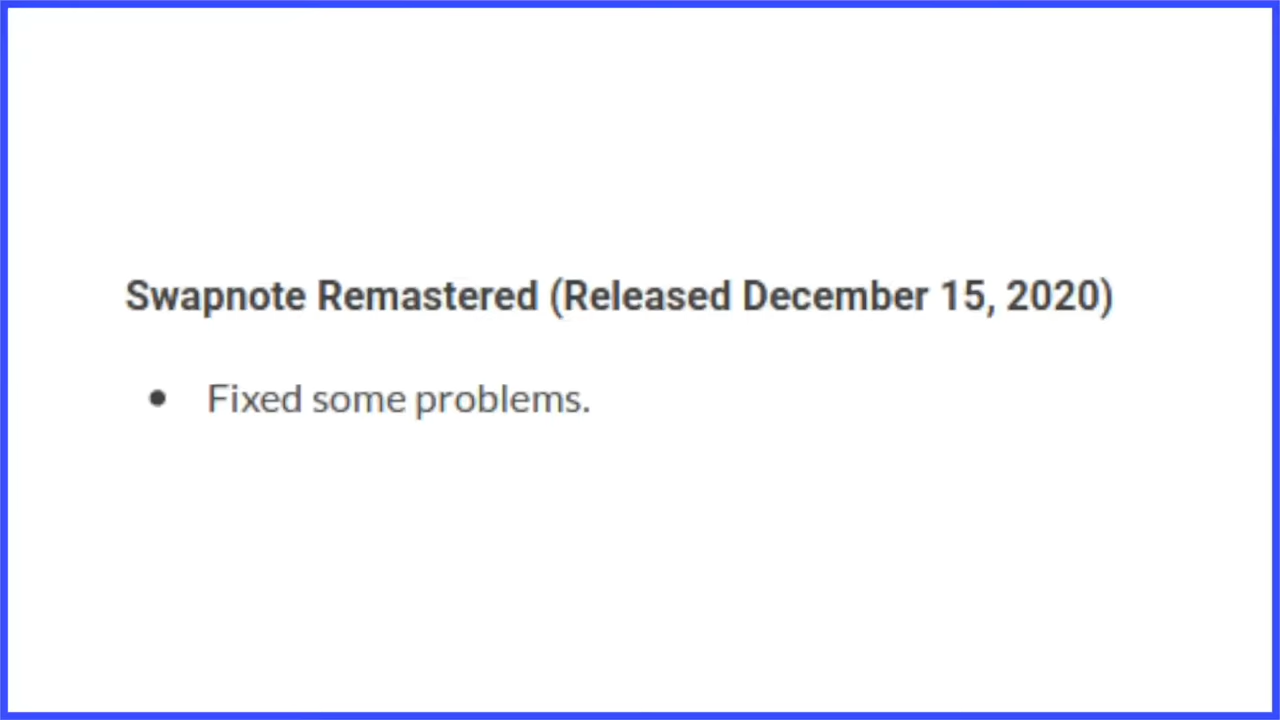 Swapnote Remastered (Released December 15, 2020)
• Fixed some problems.